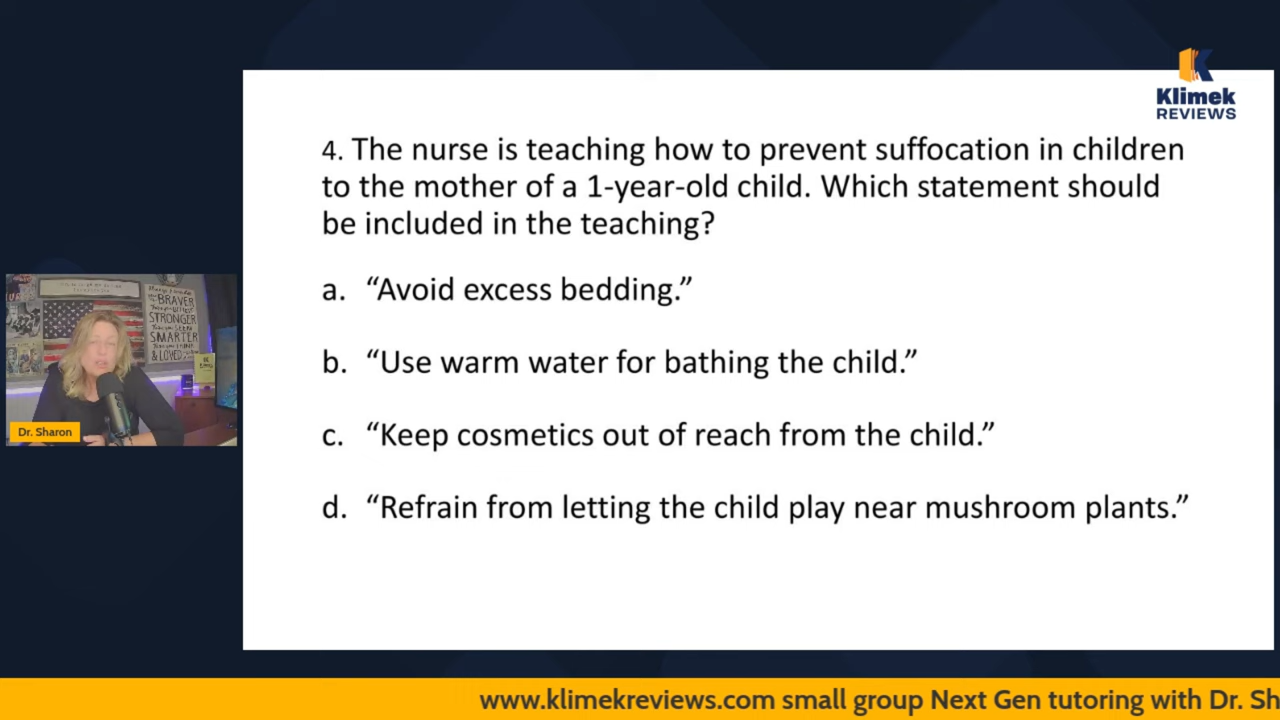 Klimek
REVIEWS
4. The nurse is teaching how to prevent suffocation in children
to the mother of a 1-year-old child. Which statement should
be included in the teaching?
a. “Avoid excess bedding.”
b. “Use warm water for bathing the child.”
c. “Keep cosmetics out of reach from the child.”
d. “Refrain from letting the child play near mushroom plants.”
BRAVER
STRONGER
SMARTER
& LOVED
Dr. Sharon
www.klimekreviews.com small group Next Gen tutoring with Dr. Sh